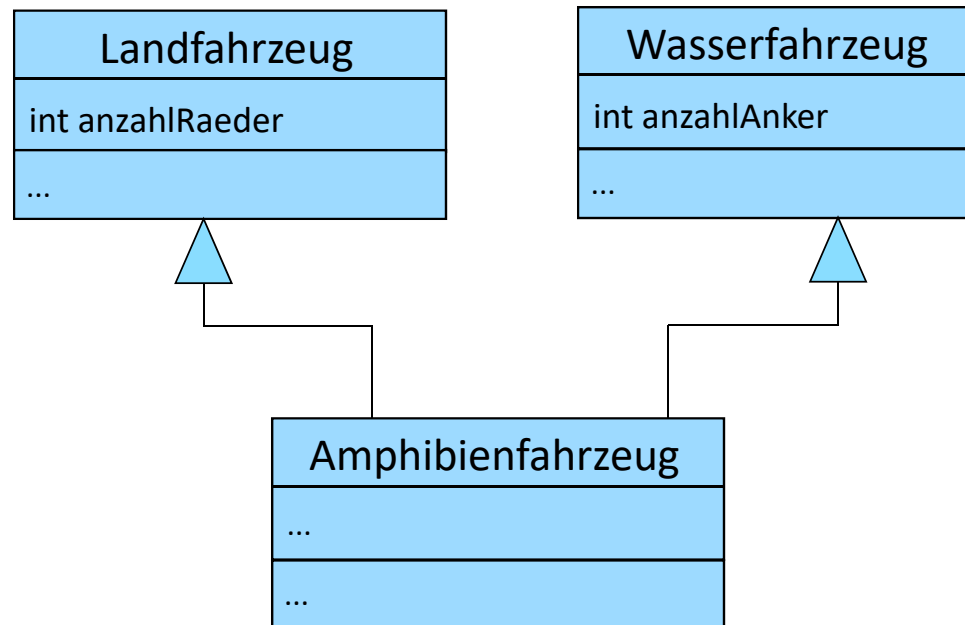 Landfahrzeug
int anzahlRaeder
...
Wasserfahrzeug
int anzahlAnker
...
Amphibienfahrzeug
...
...